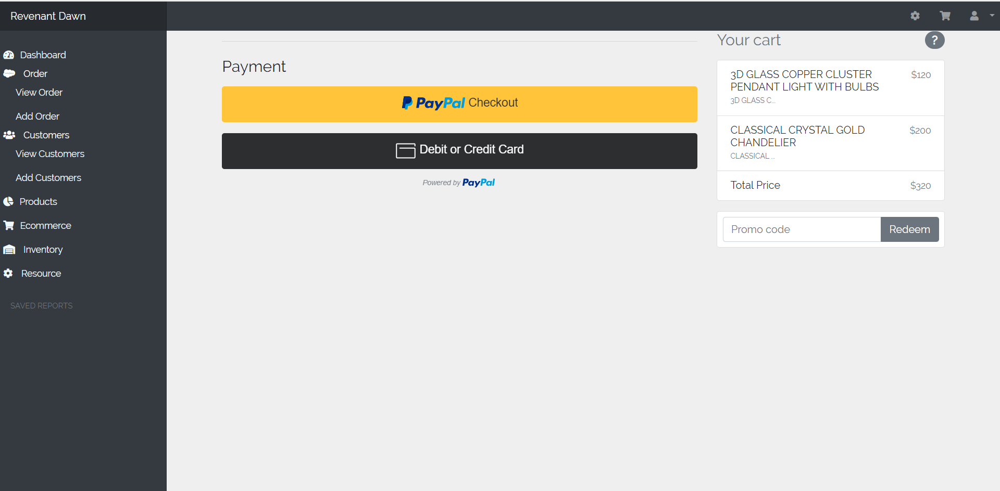 Revenant Dawn
Dashboard
Order
View Order
Add Order
Customers
View Customers
Add Customers
Products
Ecommerce
Inventory
Resource
SAVED REPORTS
Payment
PayPal Checkout
Debit or Credit Card
Powered by PayPal
Your cart
?
3D GLASS COPPER CLUSTER
PENDANT LIGHT WITH BULBS
$120
3D GLASS C...
CLASSICAL CRYSTAL GOLD
CHANDELIER
$200
CLASSICAL ...
Total Price
$320
Promo code
Redeem